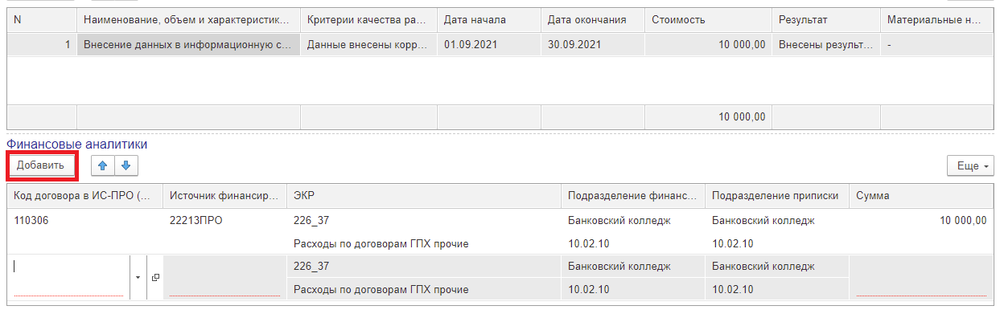 N Наименование, объем и характеристик... Критерии качества ра... Дата начала Дата окончания Стоимость Результат Материальные н...
1 Внесение данных в информационную с... Данные внесены корр... 01.09.2021 30.09.2021 10 000,00 Внесены результ... -
10 000,00
Финансовые аналитики
Добавить Еще
Код договора в ИС-ПРО (... Источник финансир... ЭКР Подразделение финанс... Подразделение приписки Сумма
110306 22213ПРО 226_37 Банковский колледж Банковский колледж 10 000,00
Расходы по договорам ГПХ прочие 10.02.10 10.02.10
226_37 Банковский колледж Банковский колледж
Расходы по договорам ГПХ прочие 10.02.10 10.02.10